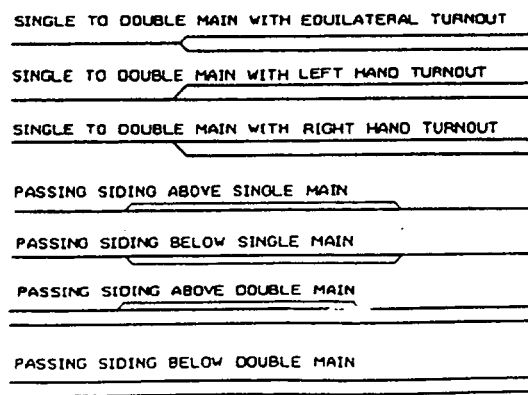 SINGLE TO DOUBLE MAIN WITH EQUILATERAL TURNOUT
SINGLE TO DOUBLE MAIN WITH LEFT HAND TURNOUT
SINGLE TO DOUBLE MAIN WITH RIGHT HAND TURNOUT
PASSING SIDING ABOVE SINGLE MAIN
PASSING SIDING BELOW SINGLE MAIN
PASSING SIDING ABOVE DOUBLE MAIN
PASSING SIDING BELOW DOUBLE MAIN